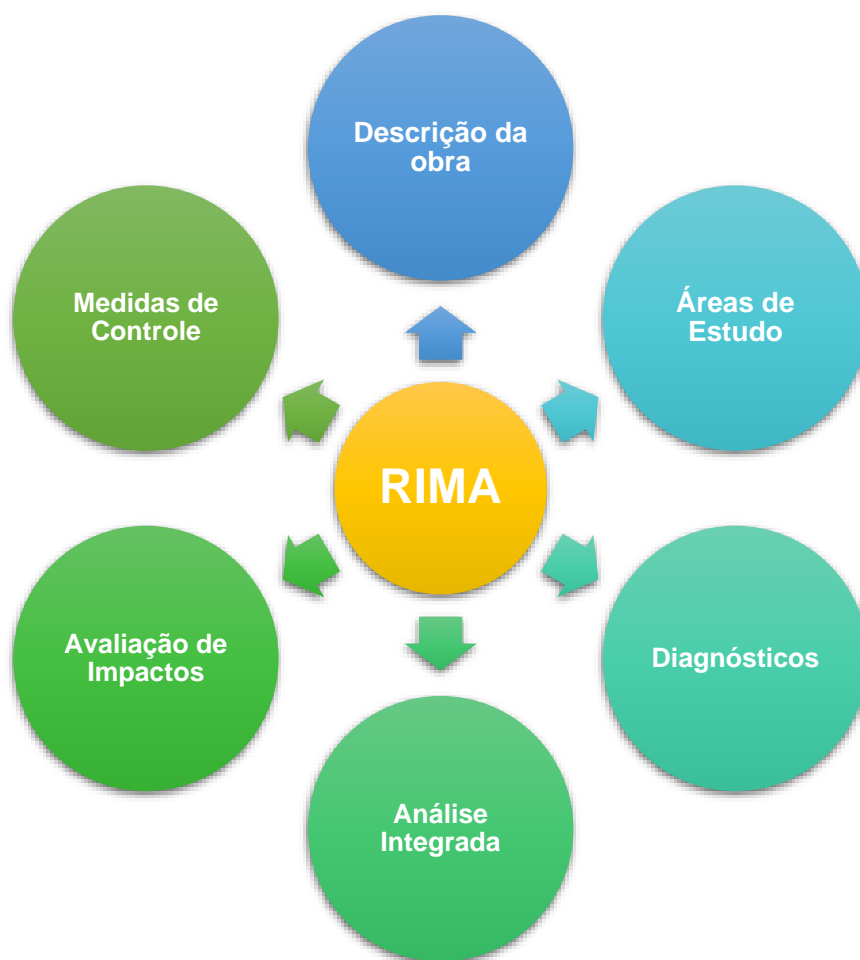 Descrição da
obra
Medidas de
Controle
Áreas de
Estudo
RIMA
Avaliação de
Impactos
Diagnósticos
Análise
Integrada